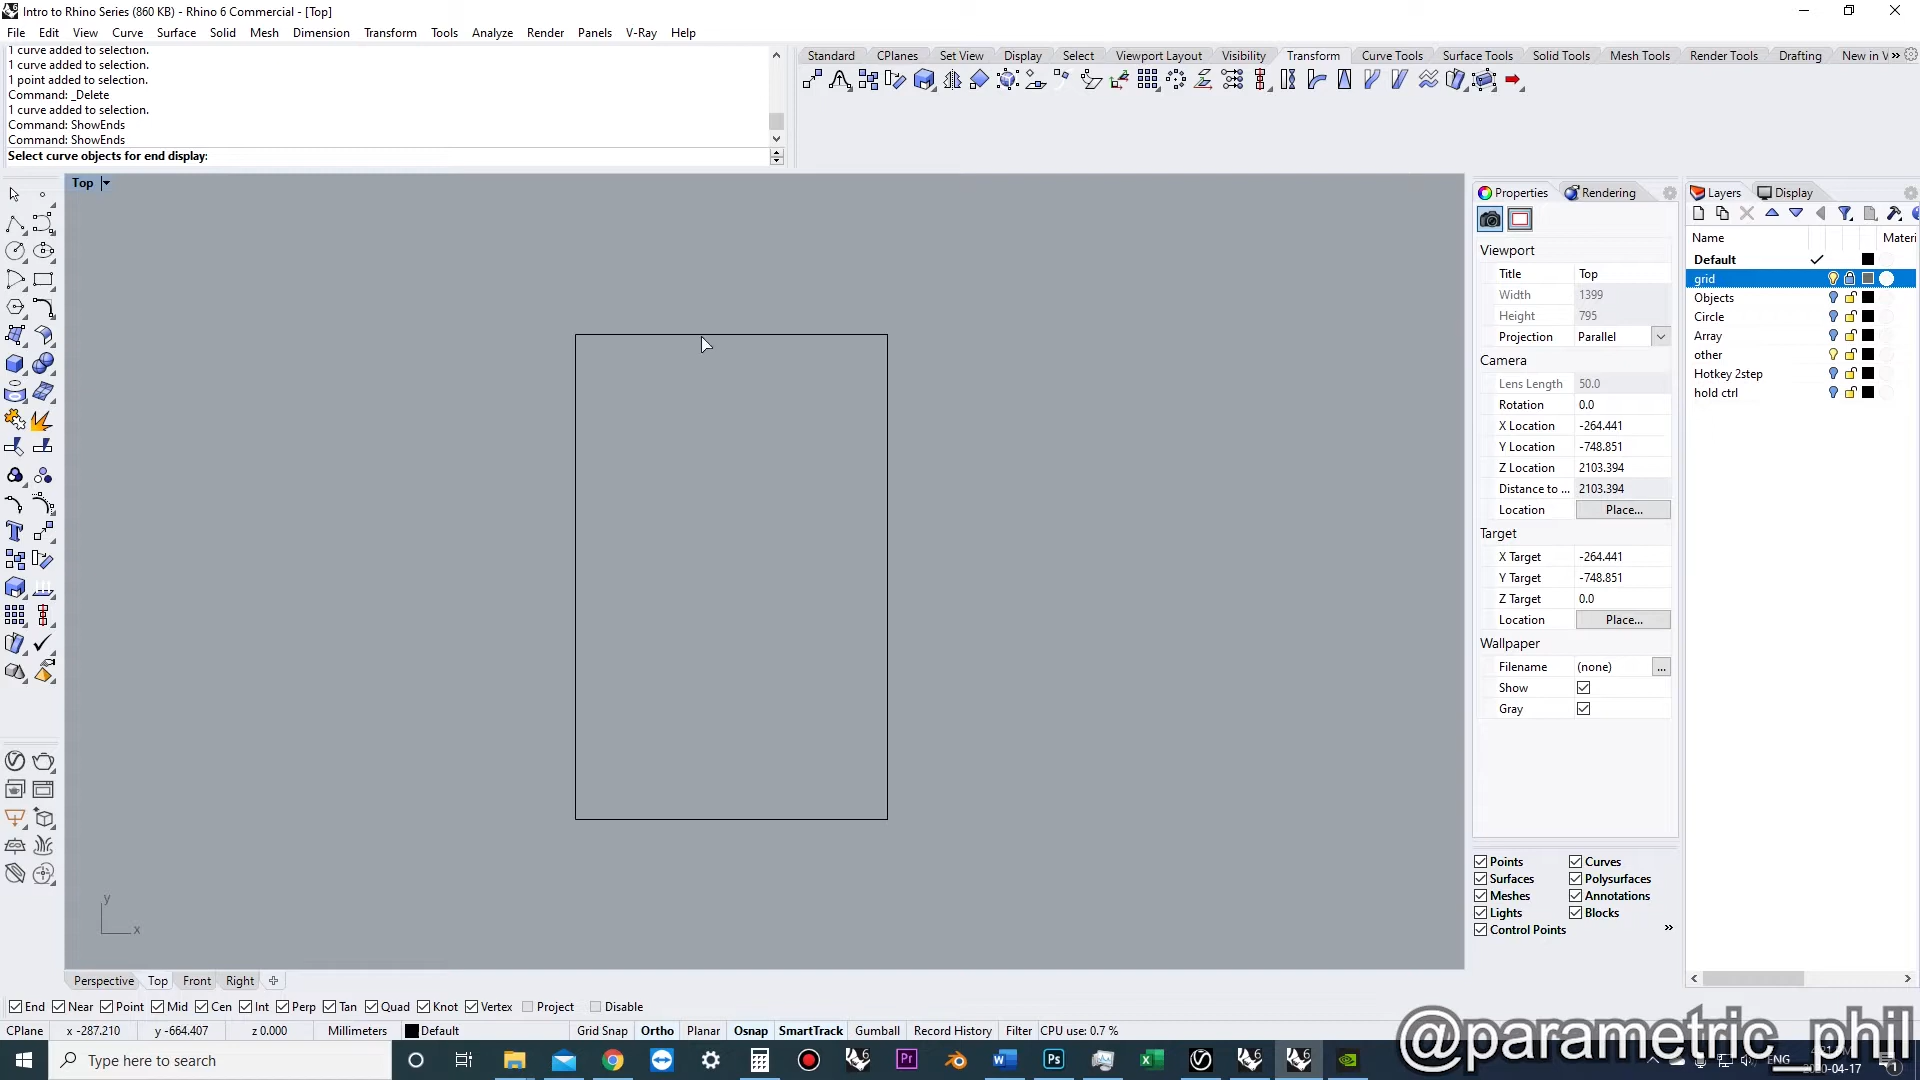 Intro to Rhino Series (860 KB) - Rhino 6 Commercial - [Top]
File Edit View Curve Surface Solid Mesh Dimension Transform Tools Analyze Render Panels V-Ray Help
1 curve added to selection.
1 curve added to selection.
1 point added to selection.
Command: _Delete
1 curve added to selection.
Command: ShowEnds
Command: ShowEnds
Select curve objects for end display:
Standard CPlanes Set View Display Select Viewport Layout Visibility Transform Curve Tools Surface Tools Solid Tools Mesh Tools Render Tools Drafting New in V »
Top
Properties Rendering
Viewport
Title Top
Width 1399
Height 795
Projection Parallel
Camera
Lens Length 50.0
Rotation 0.0
X Location -264.441
Y Location -748.851
Z Location 2103.394
Distance to ... 2103.394
Location Place...
Target
X Target -264.441
Y Target -748.851
Z Target 0.0
Location Place...
Wallpaper
Filename (none) ...
Show
Gray
Points Curves
Surfaces Polysurfaces
Meshes Annotations
Lights Blocks
Control Points »
Layers Display
Name Materi
Default
grid
Objects
Circle
Array
other
Hotkey 2step
hold ctrl
y
x
Perspective Top Front Right
End Near Point Mid Cen Int Perp Tan Quad Knot Vertex Project Disable
CPlane x -287.210 y -664.407 z 0.000 Millimeters Default Grid Snap Ortho Planar Osnap SmartTrack Gumball Record History Filter CPU use: 0.7 %
@parametric_phil
Type here to search
ENG